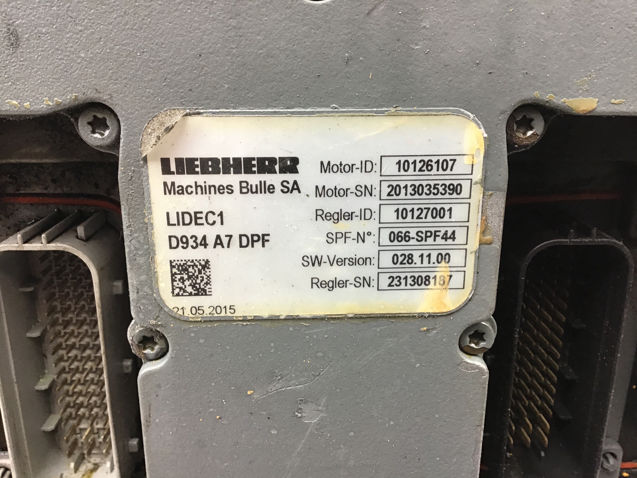 LIEBHERR
Machines Bulle SA
LIDEC1
D934 A7 DPF
21.05.2015
Motor-ID: 10126107
Motor-SN: 2013035390
Regler-ID: 10127001
SPF-N°: 066-SPF44
SW-Version: 028.11.00
Regler-SN: 231308187